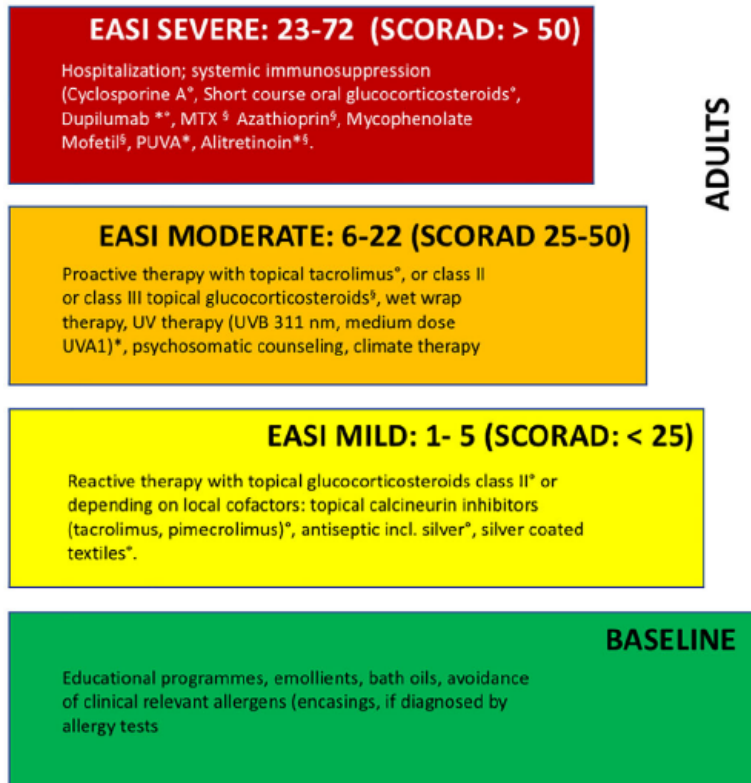 EASI SEVERE: 23-72 (SCORAD: > 50)
Hospitalization; systemic immunosuppression
(Cyclosporine A°, Short course oral glucocorticosteroids°,
Dupilumab *°, MTX § Azathioprin§, Mycophenolate
Mofetil§, PUVA*, Alitretinoin*§.
ADULTS
EASI MODERATE: 6-22 (SCORAD 25-50)
Proactive therapy with topical tacrolimus°, or class II
or class III topical glucocorticosteroids§, wet wrap
therapy, UV therapy (UVB 311 nm, medium dose
UVA1)*, psychosomatic counseling, climate therapy
EASI MILD: 1- 5 (SCORAD: < 25)
Reactive therapy with topical glucocorticosteroids class II° or
depending on local cofactors: topical calcineurin inhibitors
(tacrolimus, pimecrolimus)°, antiseptic incl. silver°, silver coated
textiles°.
BASELINE
Educational programmes, emollients, bath oils, avoidance
of clinical relevant allergens (encasings, if diagnosed by
allergy tests